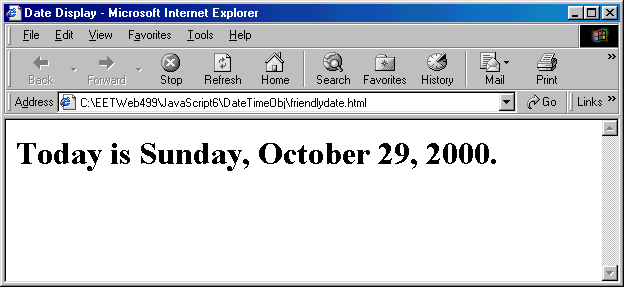 Date Display - Microsoft Internet Explorer
File Edit View Favorites Tools Help
Back Forward Stop Refresh Home Search Favorites History Mail Print »
Address C:\EETWeb499\JavaScript6\DateTimeObj\friendlydate.html Go Links »
Today is Sunday, October 29, 2000.